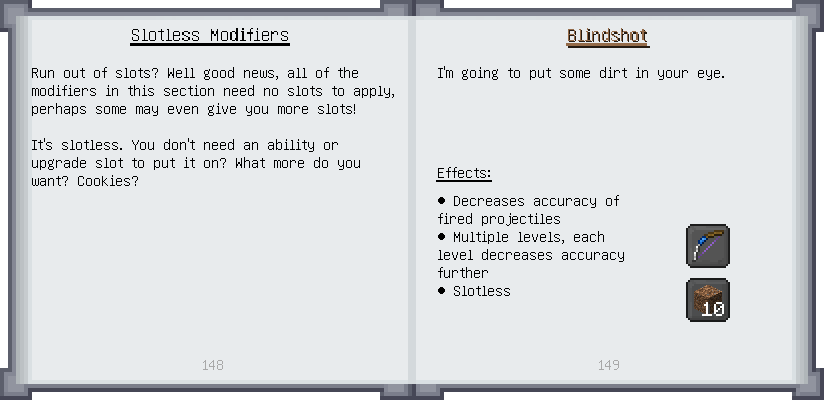 Slotless Modifiers
Run out of slots? Well good news, all of the
modifiers in this section need no slots to apply,
perhaps some may even give you more slots!
It's slotless. You don't need an ability or
upgrade slot to put it on? What more do you
want? Cookies?
148
Blindshot
I'm going to put some dirt in your eye.
Effects:
● Decreases accuracy of
fired projectiles
● Multiple levels, each
level decreases accuracy
further
● Slotless
10
149